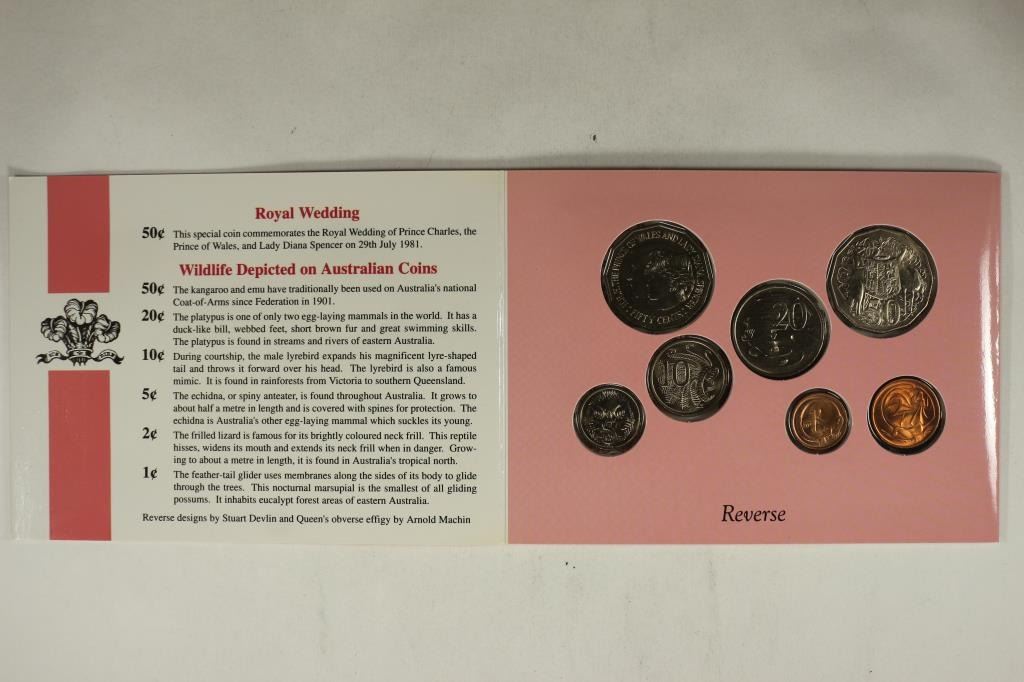 Royal Wedding
50¢ This special coin commemorates the Royal Wedding of Prince Charles, the
Prince of Wales, and Lady Diana Spencer on 29th July 1981.
Wildlife Depicted on Australian Coins
50¢ The kangaroo and emu have traditionally been used on Australia's national
Coat-of-Arms since Federation in 1901.
20¢ The platypus is one of only two egg-laying mammals in the world. It has a
duck-like bill, webbed feet, short brown fur and great swimming skills.
The platypus is found in streams and rivers of eastern Australia.
10¢ During courtship, the male lyrebird expands his magnificent lyre-shaped
tail and throws it forward over his head. The lyrebird is also a famous
mimic. It is found in rainforests from Victoria to southern Queensland.
5¢ The echidna, or spiny anteater, is found throughout Australia. It grows to
about half a metre in length and is covered with spines for protection. The
echidna is Australia's other egg-laying mammal which suckles its young.
2¢ The frilled lizard is famous for its brightly coloured neck frill. This reptile
hisses, widens its mouth and extends its neck frill when in danger. Grow-
ing to about a metre in length, it is found in Australia's tropical north.
1¢ The feather-tail glider uses membranes along the sides of its body to glide
through the trees. This nocturnal marsupial is the smallest of all gliding
possums. It inhabits eucalypt forest areas of eastern Australia.
Reverse designs by Stuart Devlin and Queen's obverse effigy by Arnold Machin
OF WALES AND LADY
FIFTY CENTS
20
50
10
5
1
2
Reverse